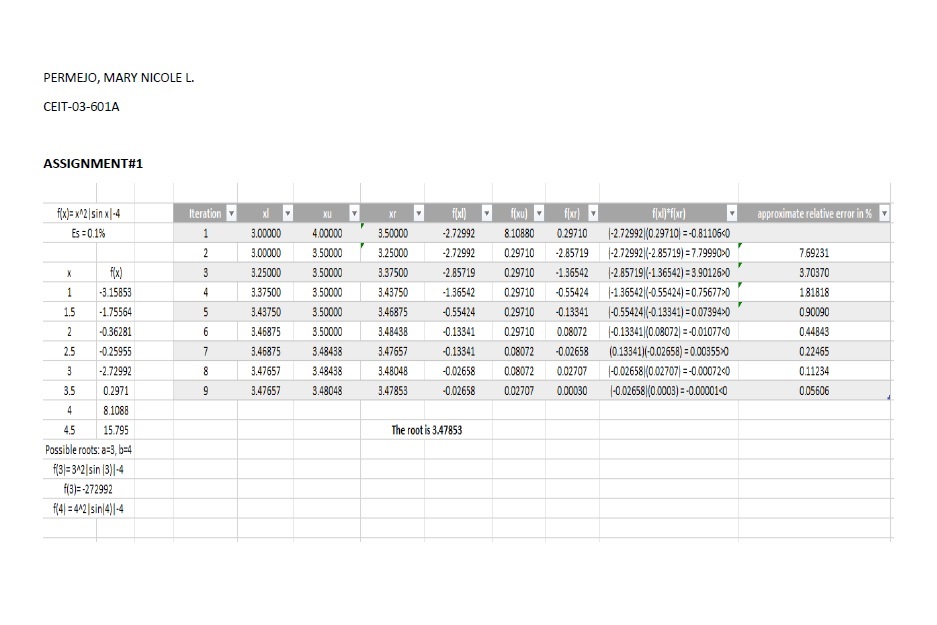 PERMEJO, MARY NICOLE L.
CEIT-03-601A
ASSIGNMENT#1
f(x)= x^2|sin x|-4 Iteration xl xu xr f(xl) f(xu) f(xr) f(xl)*f(xr) approximate relative error in %
Es = 0.1% 1 3.00000 4.00000 3.50000 -2.72992 8.10880 0.29710 (-2.72992)(0.29710) = -0.81106<0
2 3.00000 3.50000 3.25000 -2.72992 0.29710 -2.85719 (-2.72992)(-2.85719) = 7.79990>0 7.69231
x f(x) 3 3.25000 3.50000 3.37500 -2.85719 0.29710 -1.36542 (-2.85719)(-1.36542) = 3.90126>0 3.70370
1 -3.15853 4 3.37500 3.50000 3.43750 -1.36542 0.29710 -0.55424 (-1.36542)(-0.55424) = 0.75677>0 1.81818
1.5 -1.75564 5 3.43750 3.50000 3.46875 -0.55424 0.29710 -0.13341 (-0.55424)(-0.13341) = 0.07394>0 0.90090
2 -0.36281 6 3.46875 3.50000 3.48438 -0.13341 0.29710 0.08072 (-0.13341)(0.08072) = -0.01077<0 0.44843
2.5 -0.25955 7 3.46875 3.48438 3.47657 -0.13341 0.08072 -0.02658 (0.13341)(-0.02658) = 0.00355>0 0.22465
3 -2.72992 8 3.47657 3.48438 3.48048 -0.02658 0.08072 0.02707 (-0.02658)(0.02707) = -0.00072<0 0.11234
3.5 0.2971 9 3.47657 3.48048 3.47853 -0.02658 0.02707 0.00030 (-0.02658)(0.0003) = -0.00001<0 0.05606
4 8.1088
4.5 15.795 The root is 3.47853
Possible roots: a=3, b=4
f(3)= 3^2|sin (3)|-4
f(3)= -272992
f(4) = 4^2|sin(4)|-4